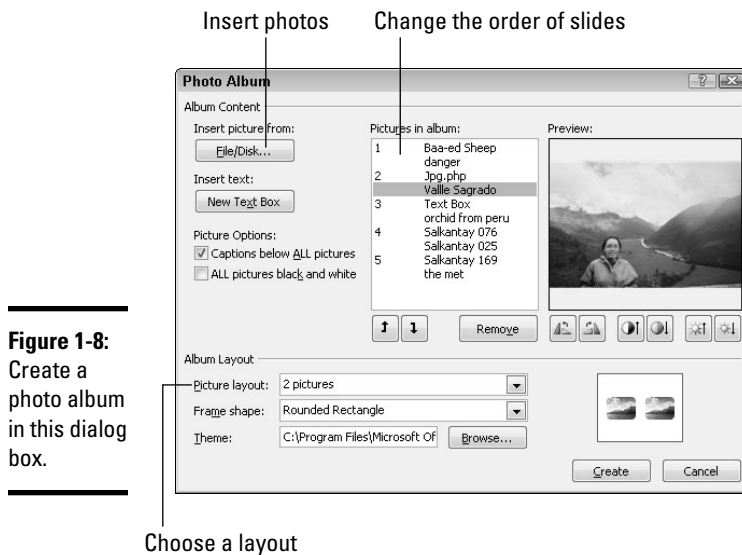 Insert photos
Change the order of slides
Photo Album
Album Content
Insert picture from:
File/Disk...
Insert text:
New Text Box
Picture Options:
Captions below ALL pictures
ALL pictures black and white
Pictures in album:
1 Baa-ed Sheep
danger
2 Jpg.php
Vallle Sagrado
3 Text Box
orchid from peru
4 Salkantay 076
Salkantay 025
5 Salkantay 169
the met
Remove
Preview:
Album Layout
Picture layout: 2 pictures
Frame shape: Rounded Rectangle
Theme: C:\Program Files\Microsoft Of Browse...
Create Cancel
Choose a layout
Figure 1-8:
Create a
photo album
in this dialog
box.